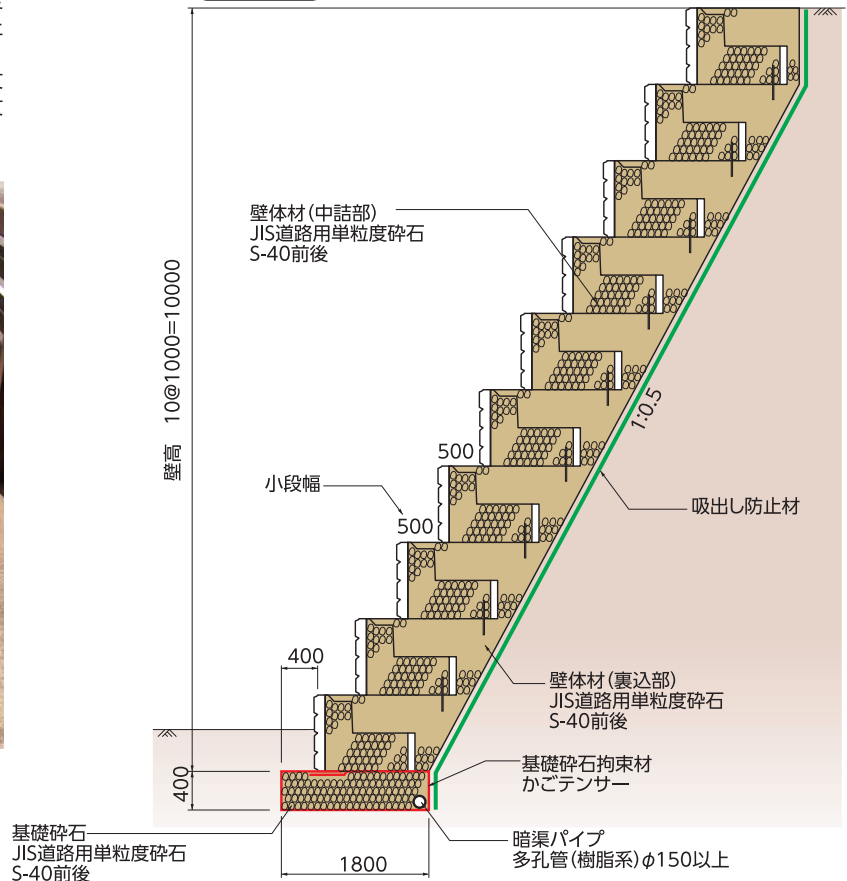 壁高 10@1000=10000
壁体材(中詰部)
JIS道路用単粒度砕石
S-40前後
1:0.5
500
小段幅
500
吸出し防止材
400
壁体材(裏込部)
JIS道路用単粒度砕石
S-40前後
400
基礎砕石拘束材
かごテンサー
基礎砕石
JIS道路用単粒度砕石
S-40前後
1800
暗渠パイプ
多孔管(樹脂系)φ150以上